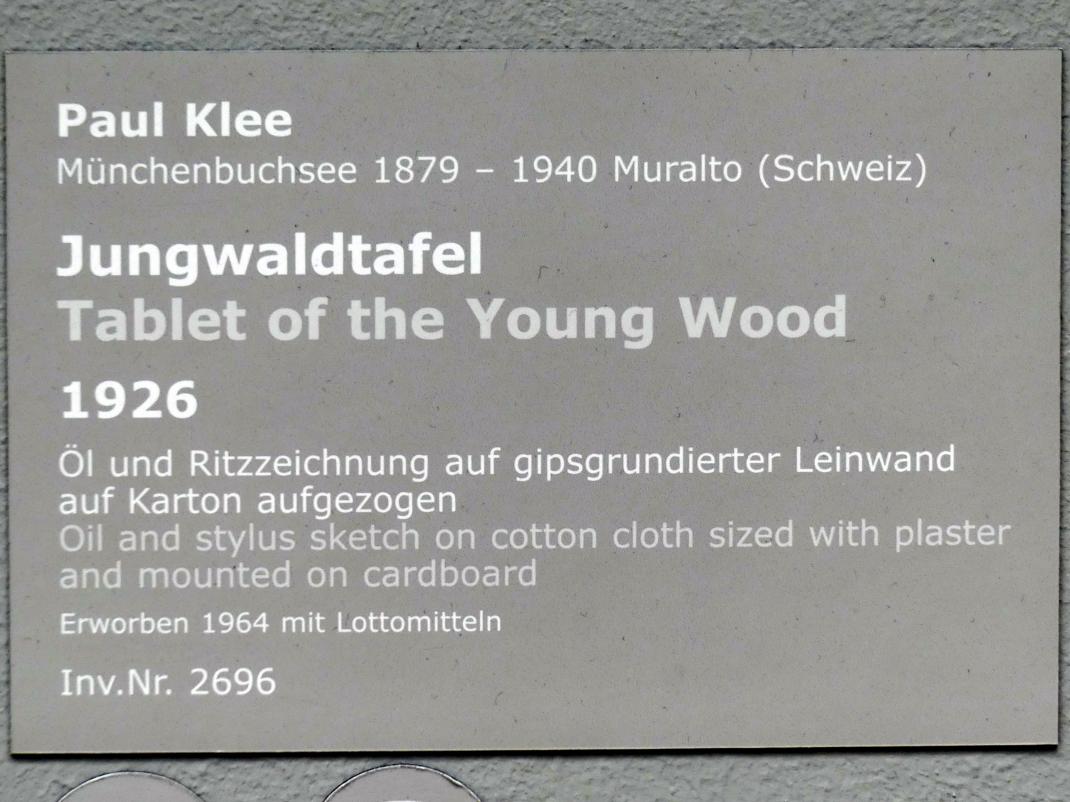 Paul Klee
Münchenbuchsee 1879 – 1940 Muralto (Schweiz)
Jungwaldtafel
Tablet of the Young Wood
1926
Öl und Ritzzeichnung auf gipsgrundierter Leinwand
auf Karton aufgezogen
Oil and stylus sketch on cotton cloth sized with plaster
and mounted on cardboard
Erworben 1964 mit Lottomitteln
Inv.Nr. 2696